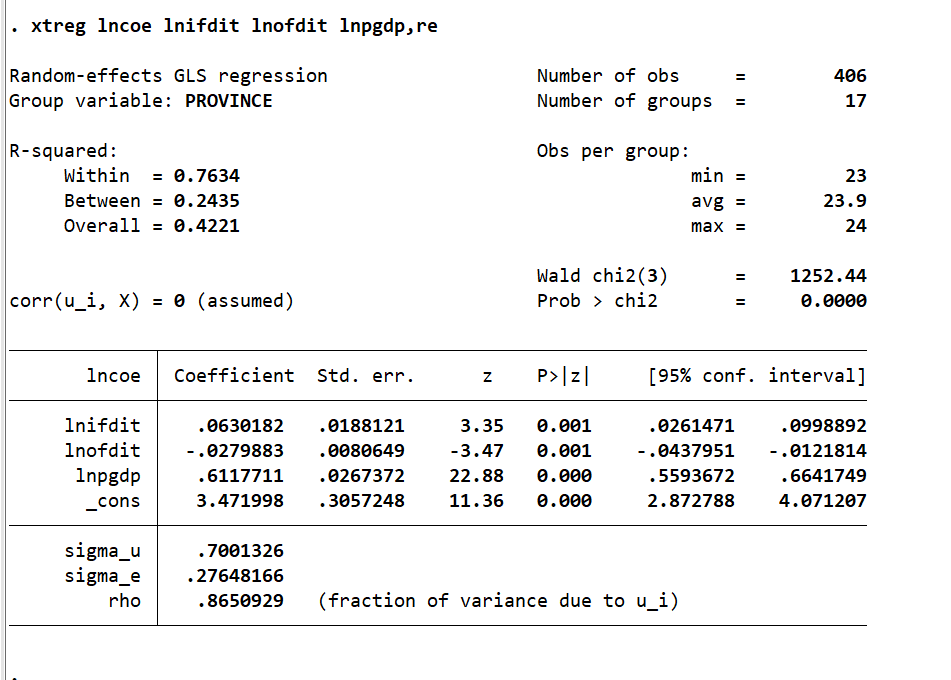 . xtreg lncoe lnifdit lnofdit lnpgdp,re
Random-effects GLS regression Number of obs = 406
Group variable: PROVINCE Number of groups = 17
R-squared: Obs per group:
Within = 0.7634 min = 23
Between = 0.2435 avg = 23.9
Overall = 0.4221 max = 24
Wald chi2(3) = 1252.44
corr(u_i, X) = 0 (assumed) Prob > chi2 = 0.0000
lncoe Coefficient Std. err. z P>|z| [95% conf. interval]
lnifdit .0630182 .0188121 3.35 0.001 .0261471 .0998892
lnofdit -.0279883 .0080649 -3.47 0.001 -.0437951 -.0121814
lnpgdp .6117711 .0267372 22.88 0.000 .5593672 .6641749
_cons 3.471998 .3057248 11.36 0.000 2.872788 4.071207
sigma_u .7001326
sigma_e .27648166
rho .8650929 (fraction of variance due to u_i)
.